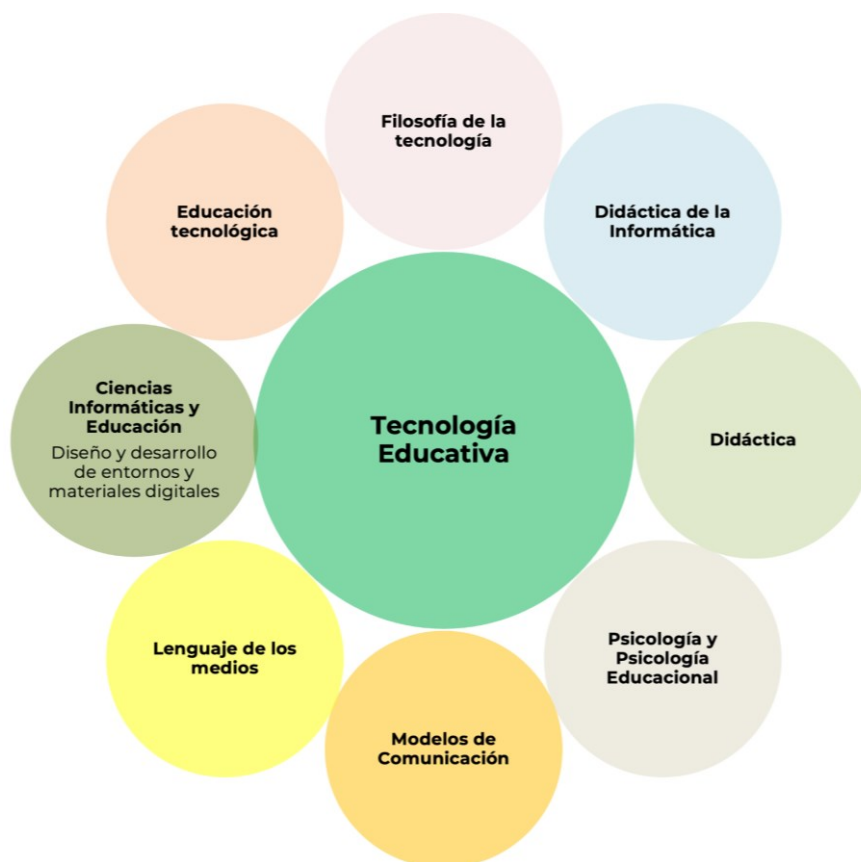 Filosofía de la
tecnología
Educación
tecnológica
Didáctica de la
Informática
Ciencias
Informáticas y
Educación
Diseño y desarrollo
de entornos y
materiales digitales
Tecnología
Educativa
Didáctica
Lenguaje de los
medios
Psicología y
Psicología
Educacional
Modelos de
Comunicación